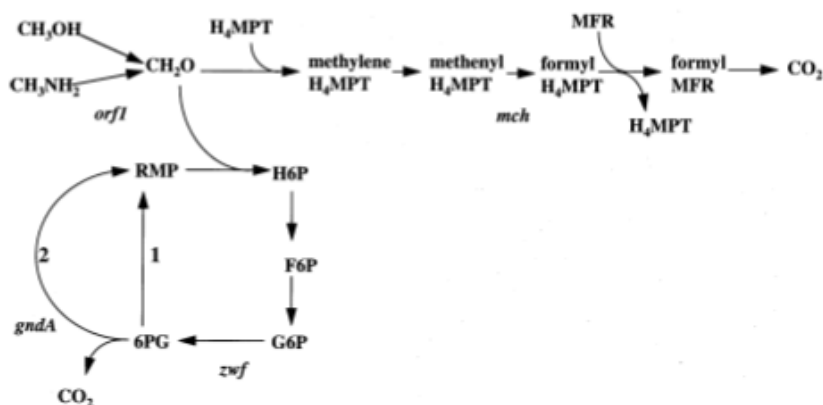 CH₃OH
H₄MPT
MFR
CH₂O
methylene
H₄MPT
methenyl
H₄MPT
formyl
H₄MPT
formyl
MFR
CO₂
CH₃NH₂
orf1
mch
H₄MPT
RMP
H6P
2
1
F6P
gndA
6PG
G6P
zwf
CO₂